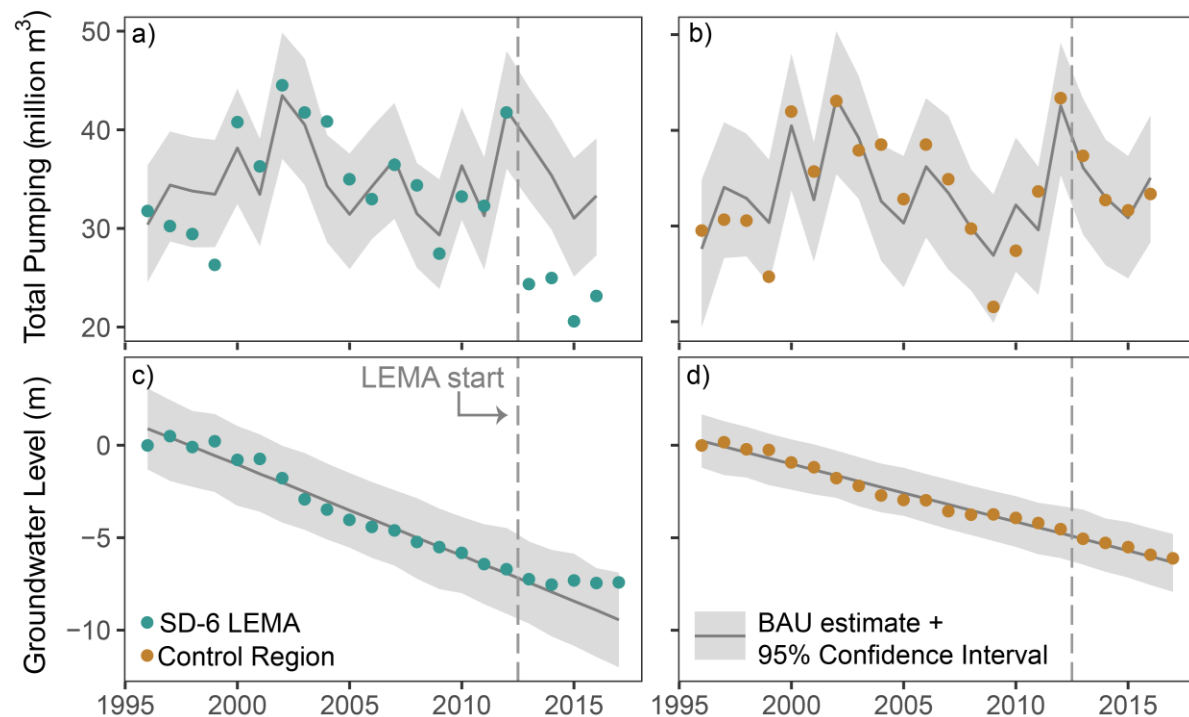 Total Pumping (million m³)
50
40
30
20
a)
b)
Groundwater Level (m)
0
−5
−10
c)
LEMA start
d)
SD-6 LEMA
Control Region
BAU estimate +
95% Confidence Interval
1995 2000 2005 2010 2015
1995 2000 2005 2010 2015